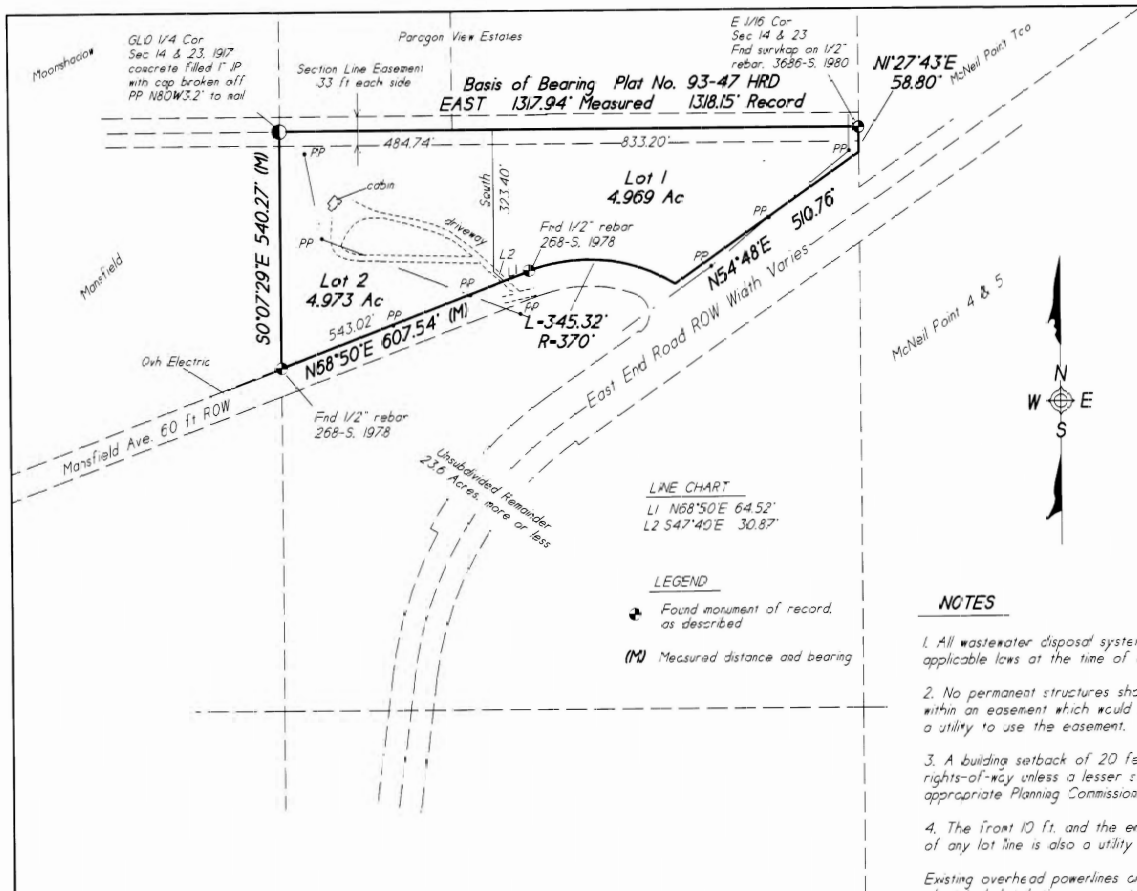 Moonshadow
GLO 1/4 Cor
Sec 14 & 23, 1917
concrete filled 1" IP
with cap broken off
PP N80W3.2' to nail
Paragon View Estates
Section Line Easement
33 ft each side
E 1/16 Cor
Sec 14 & 23
Fnd survkap on 1/2"
rebar. 3686-S, 1980
N1°27'43"E
58.80'
McNeil Point Tco
Basis of Bearing Plat No. 93-47 HRD
EAST 1317.94' Measured 1318.15' Record
484.74'
833.20'
PP
PP
S0°07'29"E 540.27' (M)
cabin
South
323.40'
Lot 1
4.969 Ac
PP
driveway
Fnd 1/2" rebar
268-S, 1978
PP
L2
L1
N54°48'E 510.76'
Mansfield
Lot 2
4.973 Ac
PP
PP
543.02'
N68°50'E 607.54' (M)
L=345.32'
R=370'
East End Road ROW Width Varies
McNeil Point 4 & 5
Ovh Electric
Fnd 1/2" rebar
268-S, 1978
Mansfield Ave. 60 ft ROW
N
W E
S
Unsubdivided Remainder
23.6 Acres, more or less
LINE CHART
L1 N68°50'E 64.52'
L2 S47°40'E 30.87'
LEGEND
Found monument of record,
as described
(M) Measured distance and bearing
NOTES
1. All wastewater disposal system
applicable laws at the time of
2. No permanent structures sha
within an easement which would
a utility to use the easement.
3. A building setback of 20 fe
rights-of-way unless a lesser s
appropriate Planning Commission
4. The front 10 ft. and the en
of any lot line is also a utility
Existing overhead powerlines